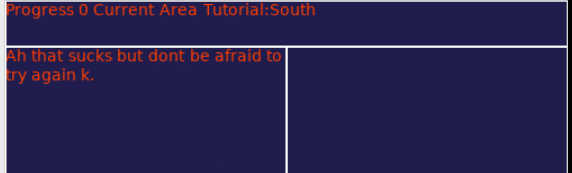 Progress 0 Current Area Tutorial:South
Ah that sucks but dont be afraid to
try again k.